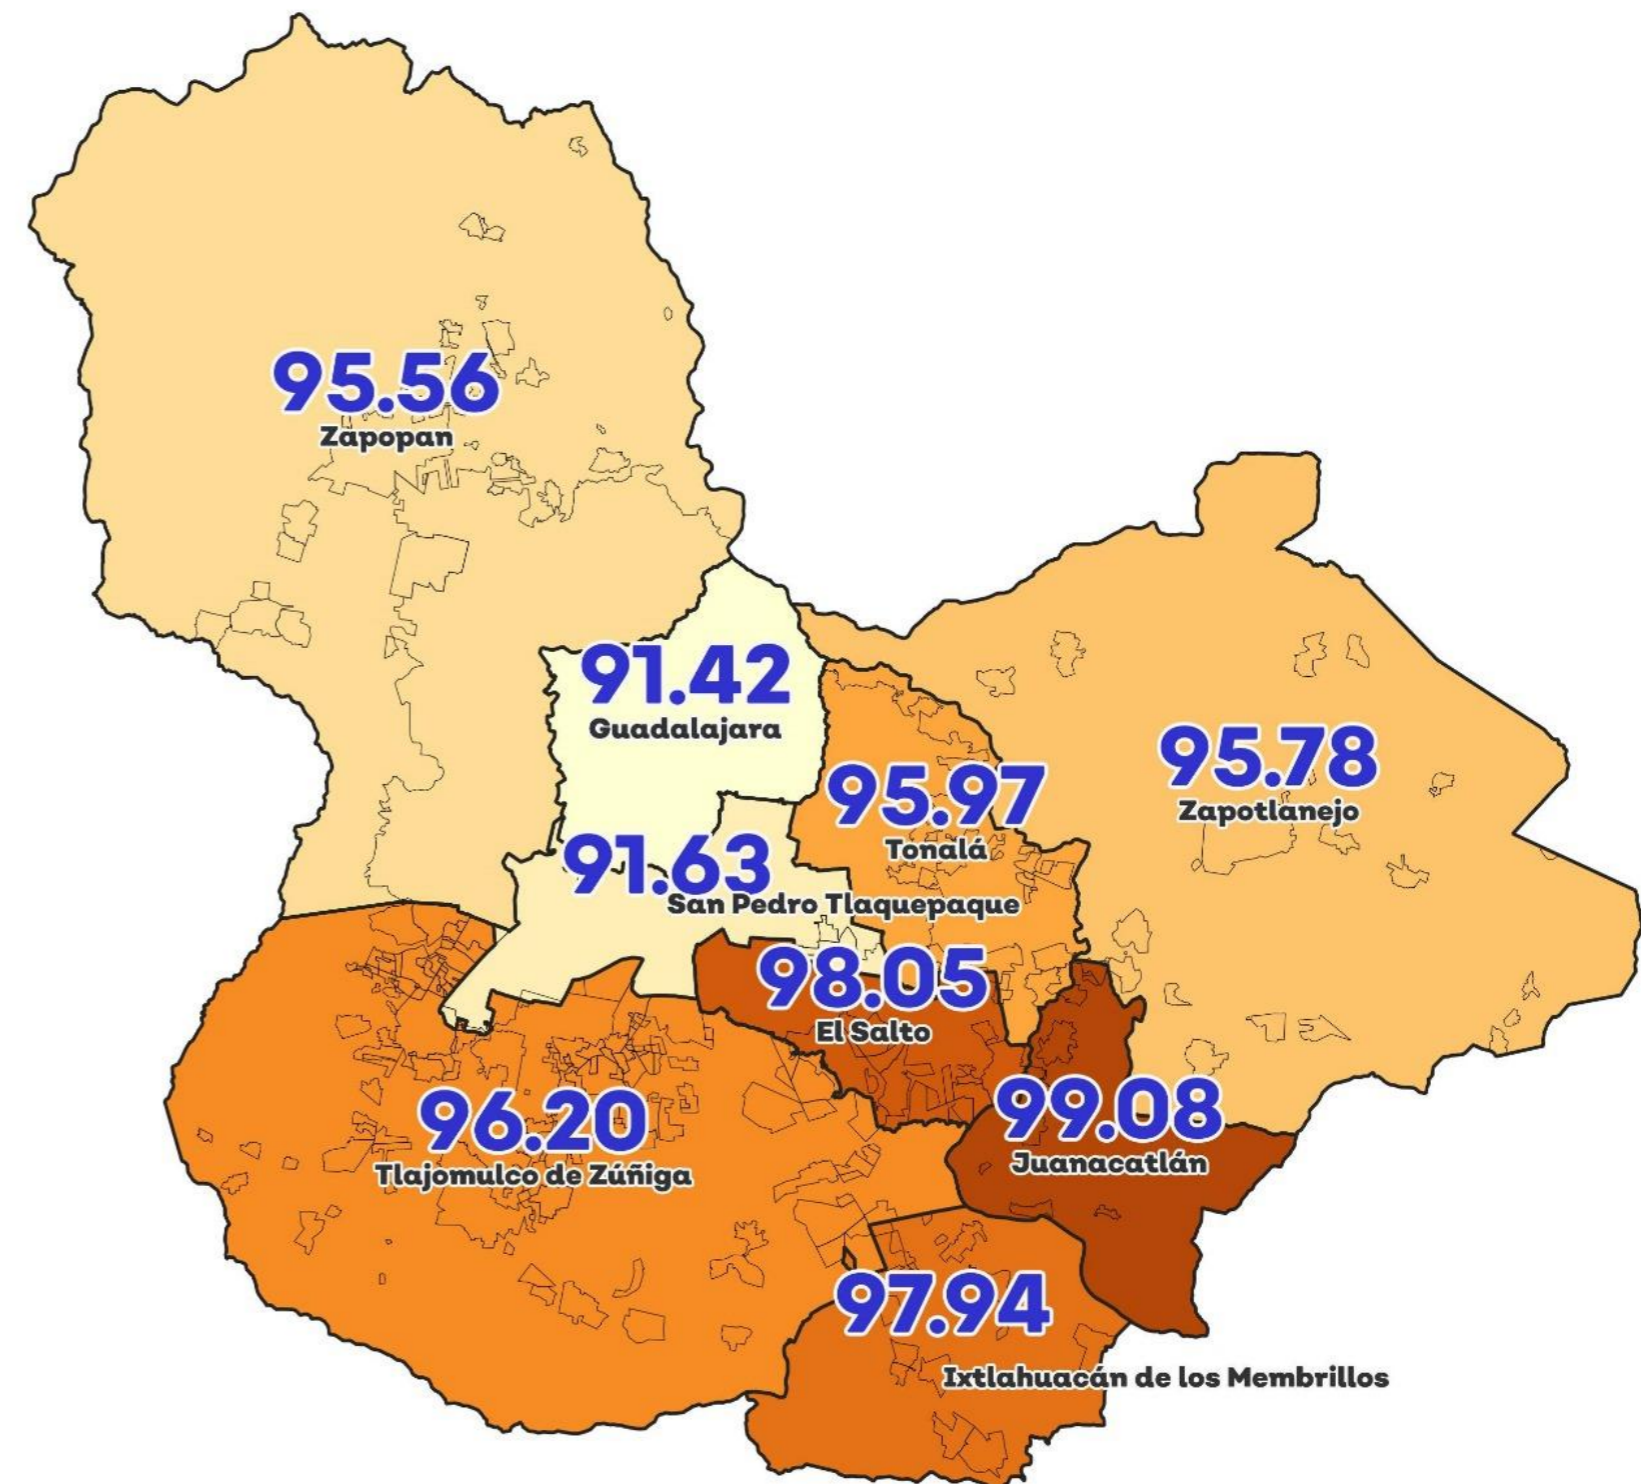 95.56
Zapopan
91.42
Guadalajara
95.78
Zapotlanejo
95.97
Tonalá
91.63
San Pedro Tlaquepaque
98.05
El Salto
96.20
Tlajomulco de Zúñiga
99.08
Juanacatlán
97.94
Ixtlahuacán de los Membrillos